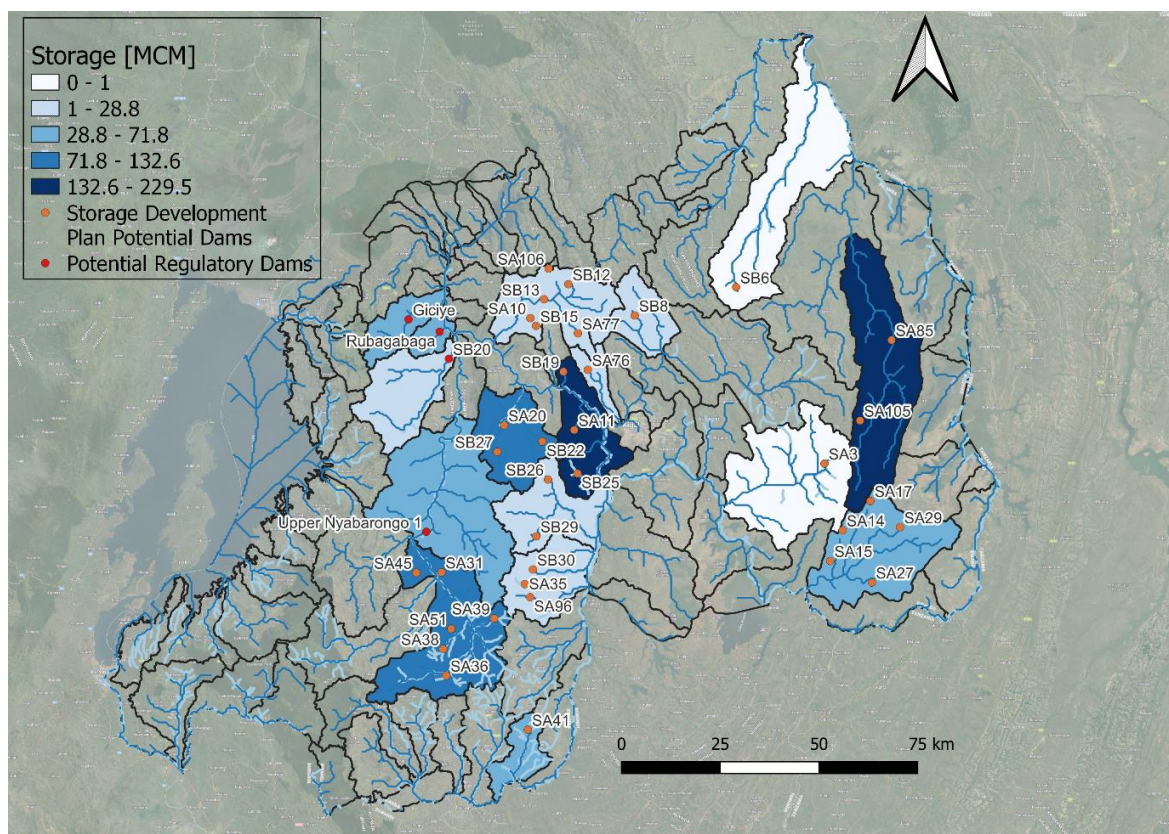 Storage [MCM]
0 - 1
1 - 28.8
28.8 - 71.8
71.8 - 132.6
132.6 - 229.5
Storage Development
Plan Potential Dams
Potential Regulatory Dams
SA106
SB12
SB13
SB6
SA10
SB15
SB8
Giciye
SA77
Rubagabaga
SA85
SB20
SB19
SA76
SA20
SA11
SA105
SB27
SB22
SB26
SA3
SB25
SA17
Upper Nyabarongo 1
SB29
SA14
SA29
SA15
SA45
SA31
SB30
SA35
SA27
SA96
SA39
SA51
SA38
SA36
SA41
0 25 50 75 km